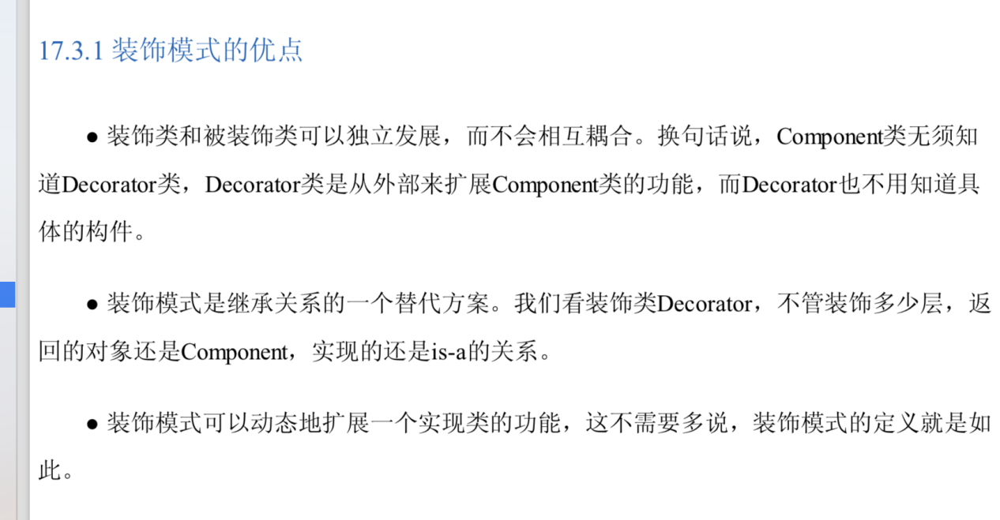 17.3.1 装饰模式的优点
● 装饰类和被装饰类可以独立发展，而不会相互耦合。换句话说，Component类无须知
道Decorator类，Decorator类是从外部来扩展Component类的功能，而Decorator也不用知道具
体的构件。
● 装饰模式是继承关系的一个替代方案。我们看装饰类Decorator，不管装饰多少层，返
回的对象还是Component，实现的还是is-a的关系。
● 装饰模式可以动态地扩展一个实现类的功能，这不需要多说，装饰模式的定义就是如
此。